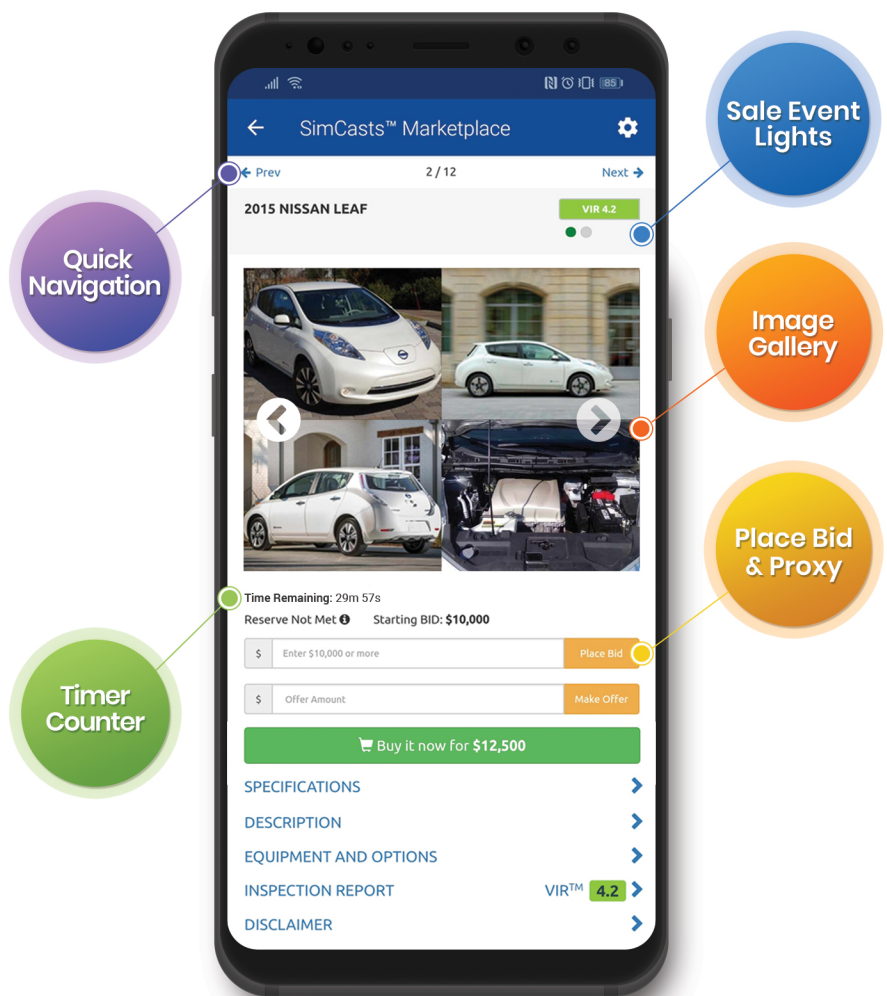 85
SimCasts™ Marketplace
Sale Event
Lights
Prev
2 / 12
Next
2015 NISSAN LEAF
VIR 4.2
Quick
Navigation
Image
Gallery
Place Bid
& Proxy
Time Remaining: 29m 57s
Reserve Not Met Starting BID: $10,000
$ Enter $10,000 or more Place Bid
$ Offer Amount Make Offer
Timer
Counter
Buy it now for $12,500
SPECIFICATIONS
DESCRIPTION
EQUIPMENT AND OPTIONS
INSPECTION REPORT VIR™ 4.2
DISCLAIMER